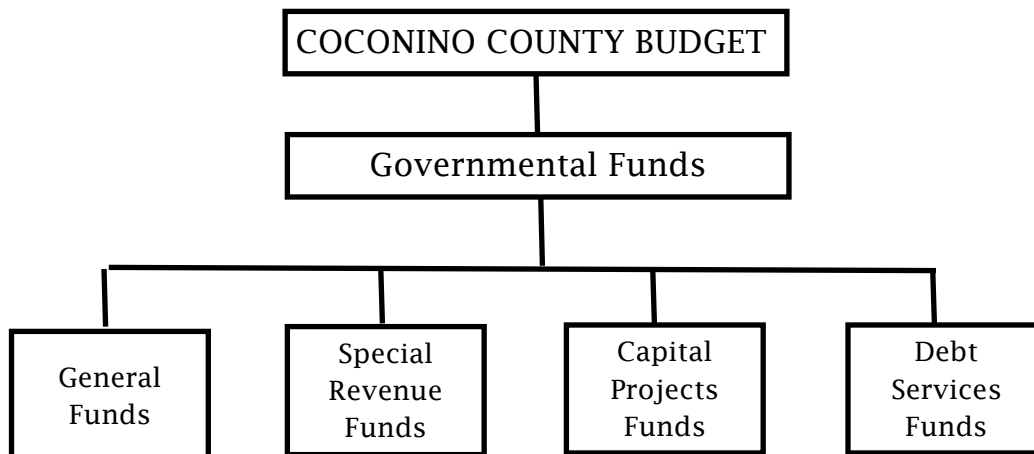 COCONINO COUNTY BUDGET
Governmental Funds
General
Funds
Special
Revenue
Funds
Capital
Projects
Funds
Debt
Services
Funds